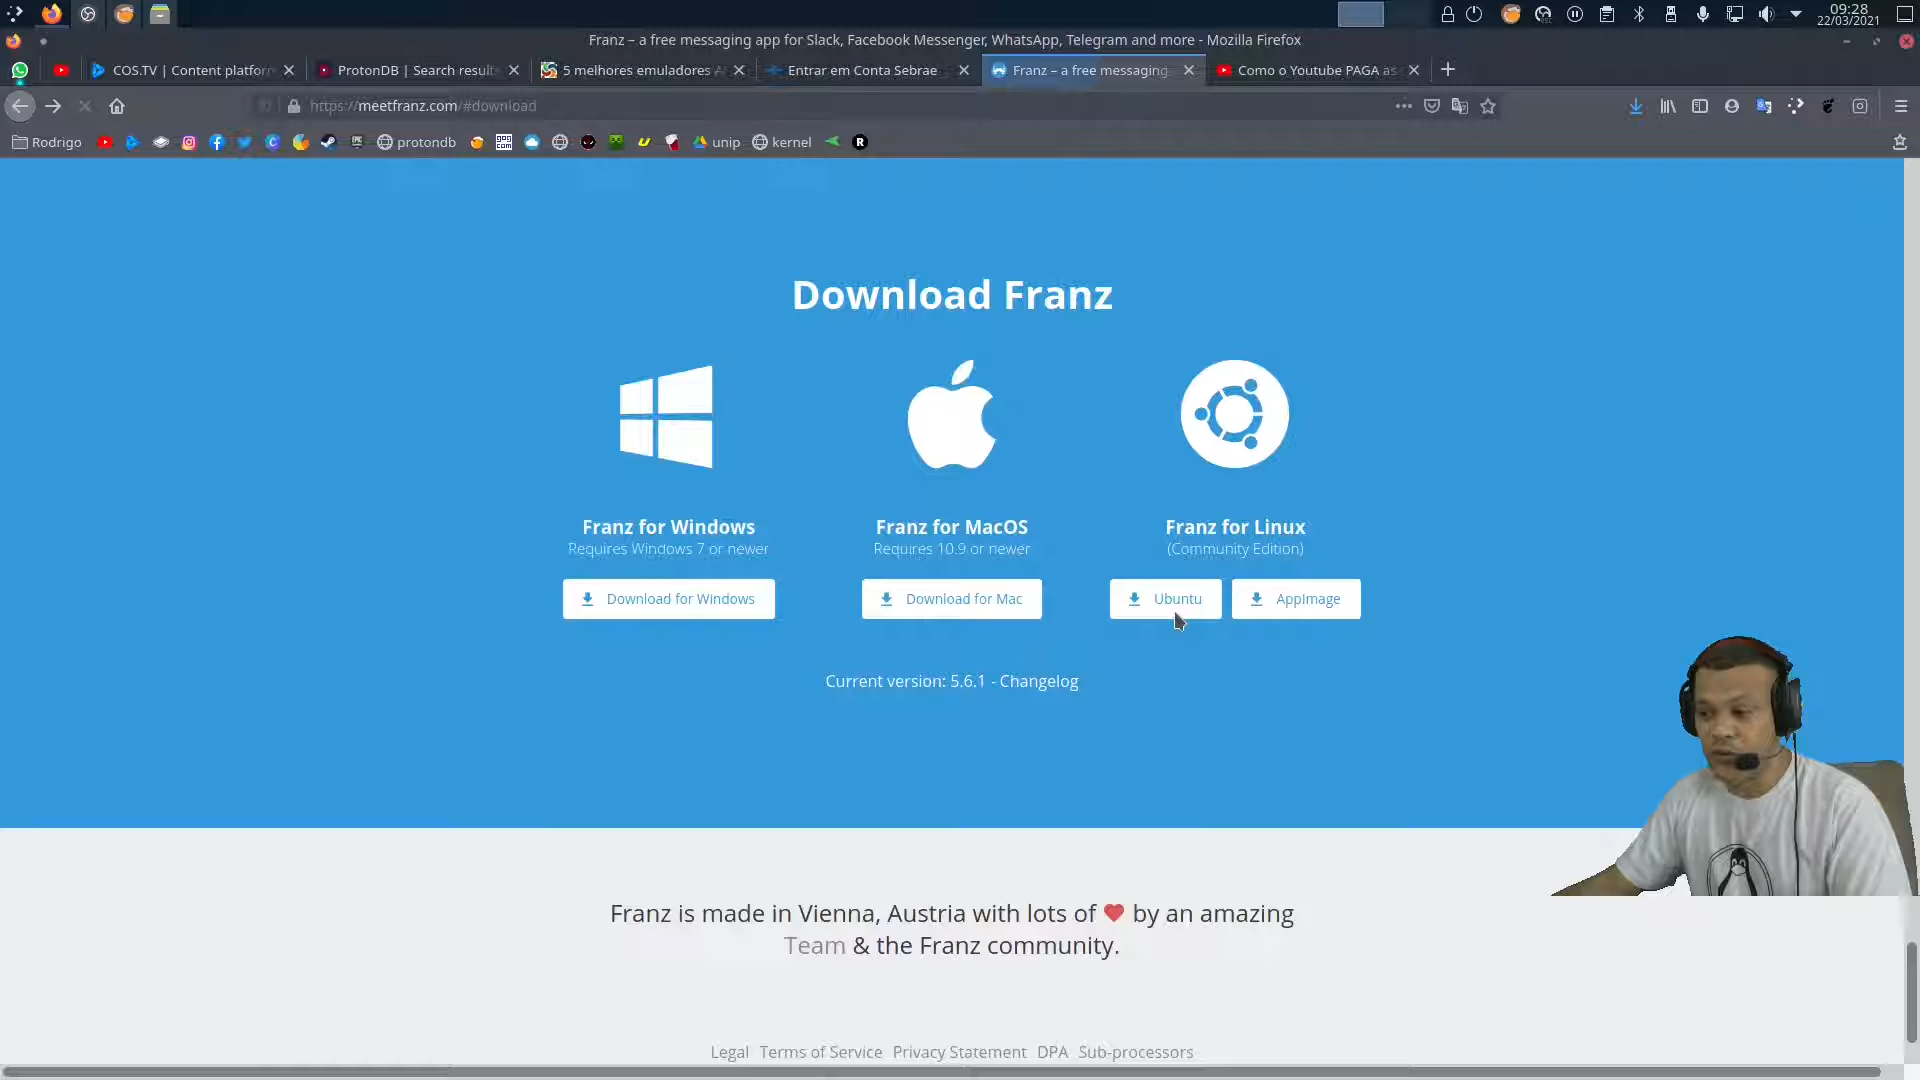 09:28
22/03/2021
Franz – a free messaging app for Slack, Facebook Messenger, WhatsApp, Telegram and more - Mozilla Firefox
COS.TV | Content platforr
ProtonDB | Search result
5 melhores emuladores A
Entrar em Conta Sebrae
Franz – a free messaging
Como o Youtube PAGA as
https://meetfranz.com/#download
Rodrigo
protondb
unip
kernel
Download Franz
Franz for Windows
Requires Windows 7 or newer
Download for Windows
Franz for MacOS
Requires 10.9 or newer
Download for Mac
Franz for Linux
(Community Edition)
Ubuntu
AppImage
Current version: 5.6.1 - Changelog
Franz is made in Vienna, Austria with lots of ❤ by an amazing
Team & the Franz community.
Legal Terms of Service Privacy Statement DPA Sub-processors